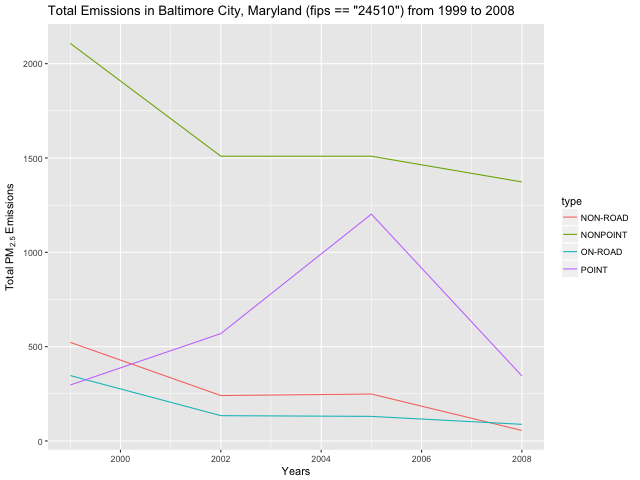 Total Emissions in Baltimore City, Maryland (fips == "24510") from 1999 to 2008
Total PM2.5 Emissions
2000
1500
1000
500
0
2000
2002
2004
2006
2008
Years
type
NON-ROAD
NONPOINT
ON-ROAD
POINT